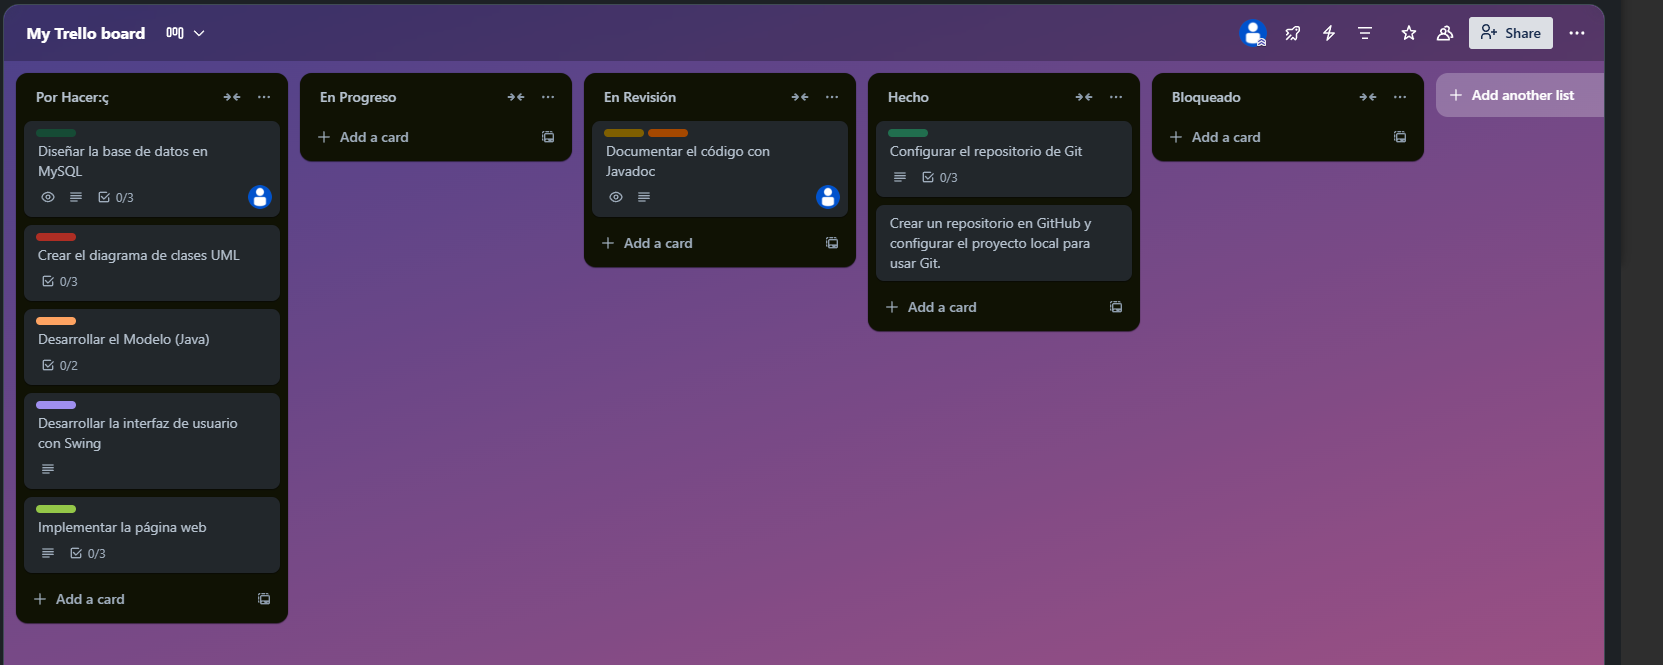 My Trello board
Share
Por Hacer:ç
Diseñar la base de datos en
MySQL
0/3
Crear el diagrama de clases UML
0/3
Desarrollar el Modelo (Java)
0/2
Desarrollar la interfaz de usuario
con Swing
Implementar la página web
0/3
Add a card
En Progreso
Add a card
En Revisión
Documentar el código con
Javadoc
Add a card
Hecho
Configurar el repositorio de Git
0/3
Crear un repositorio en GitHub y
configurar el proyecto local para
usar Git.
Add a card
Bloqueado
Add a card
Add another list